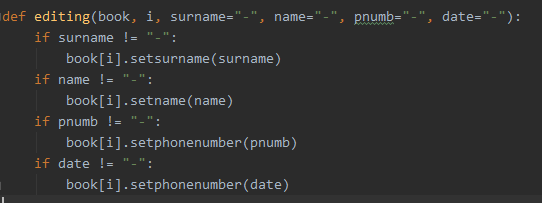 def editing(book, i, surname="-", name="-", pnumb="-", date="-"):
    if surname != "-":
        book[i].setsurname(surname)
    if name != "-":
        book[i].setname(name)
    if pnumb != "-":
        book[i].setphonenumber(pnumb)
    if date != "-":
        book[i].setphonenumber(date)